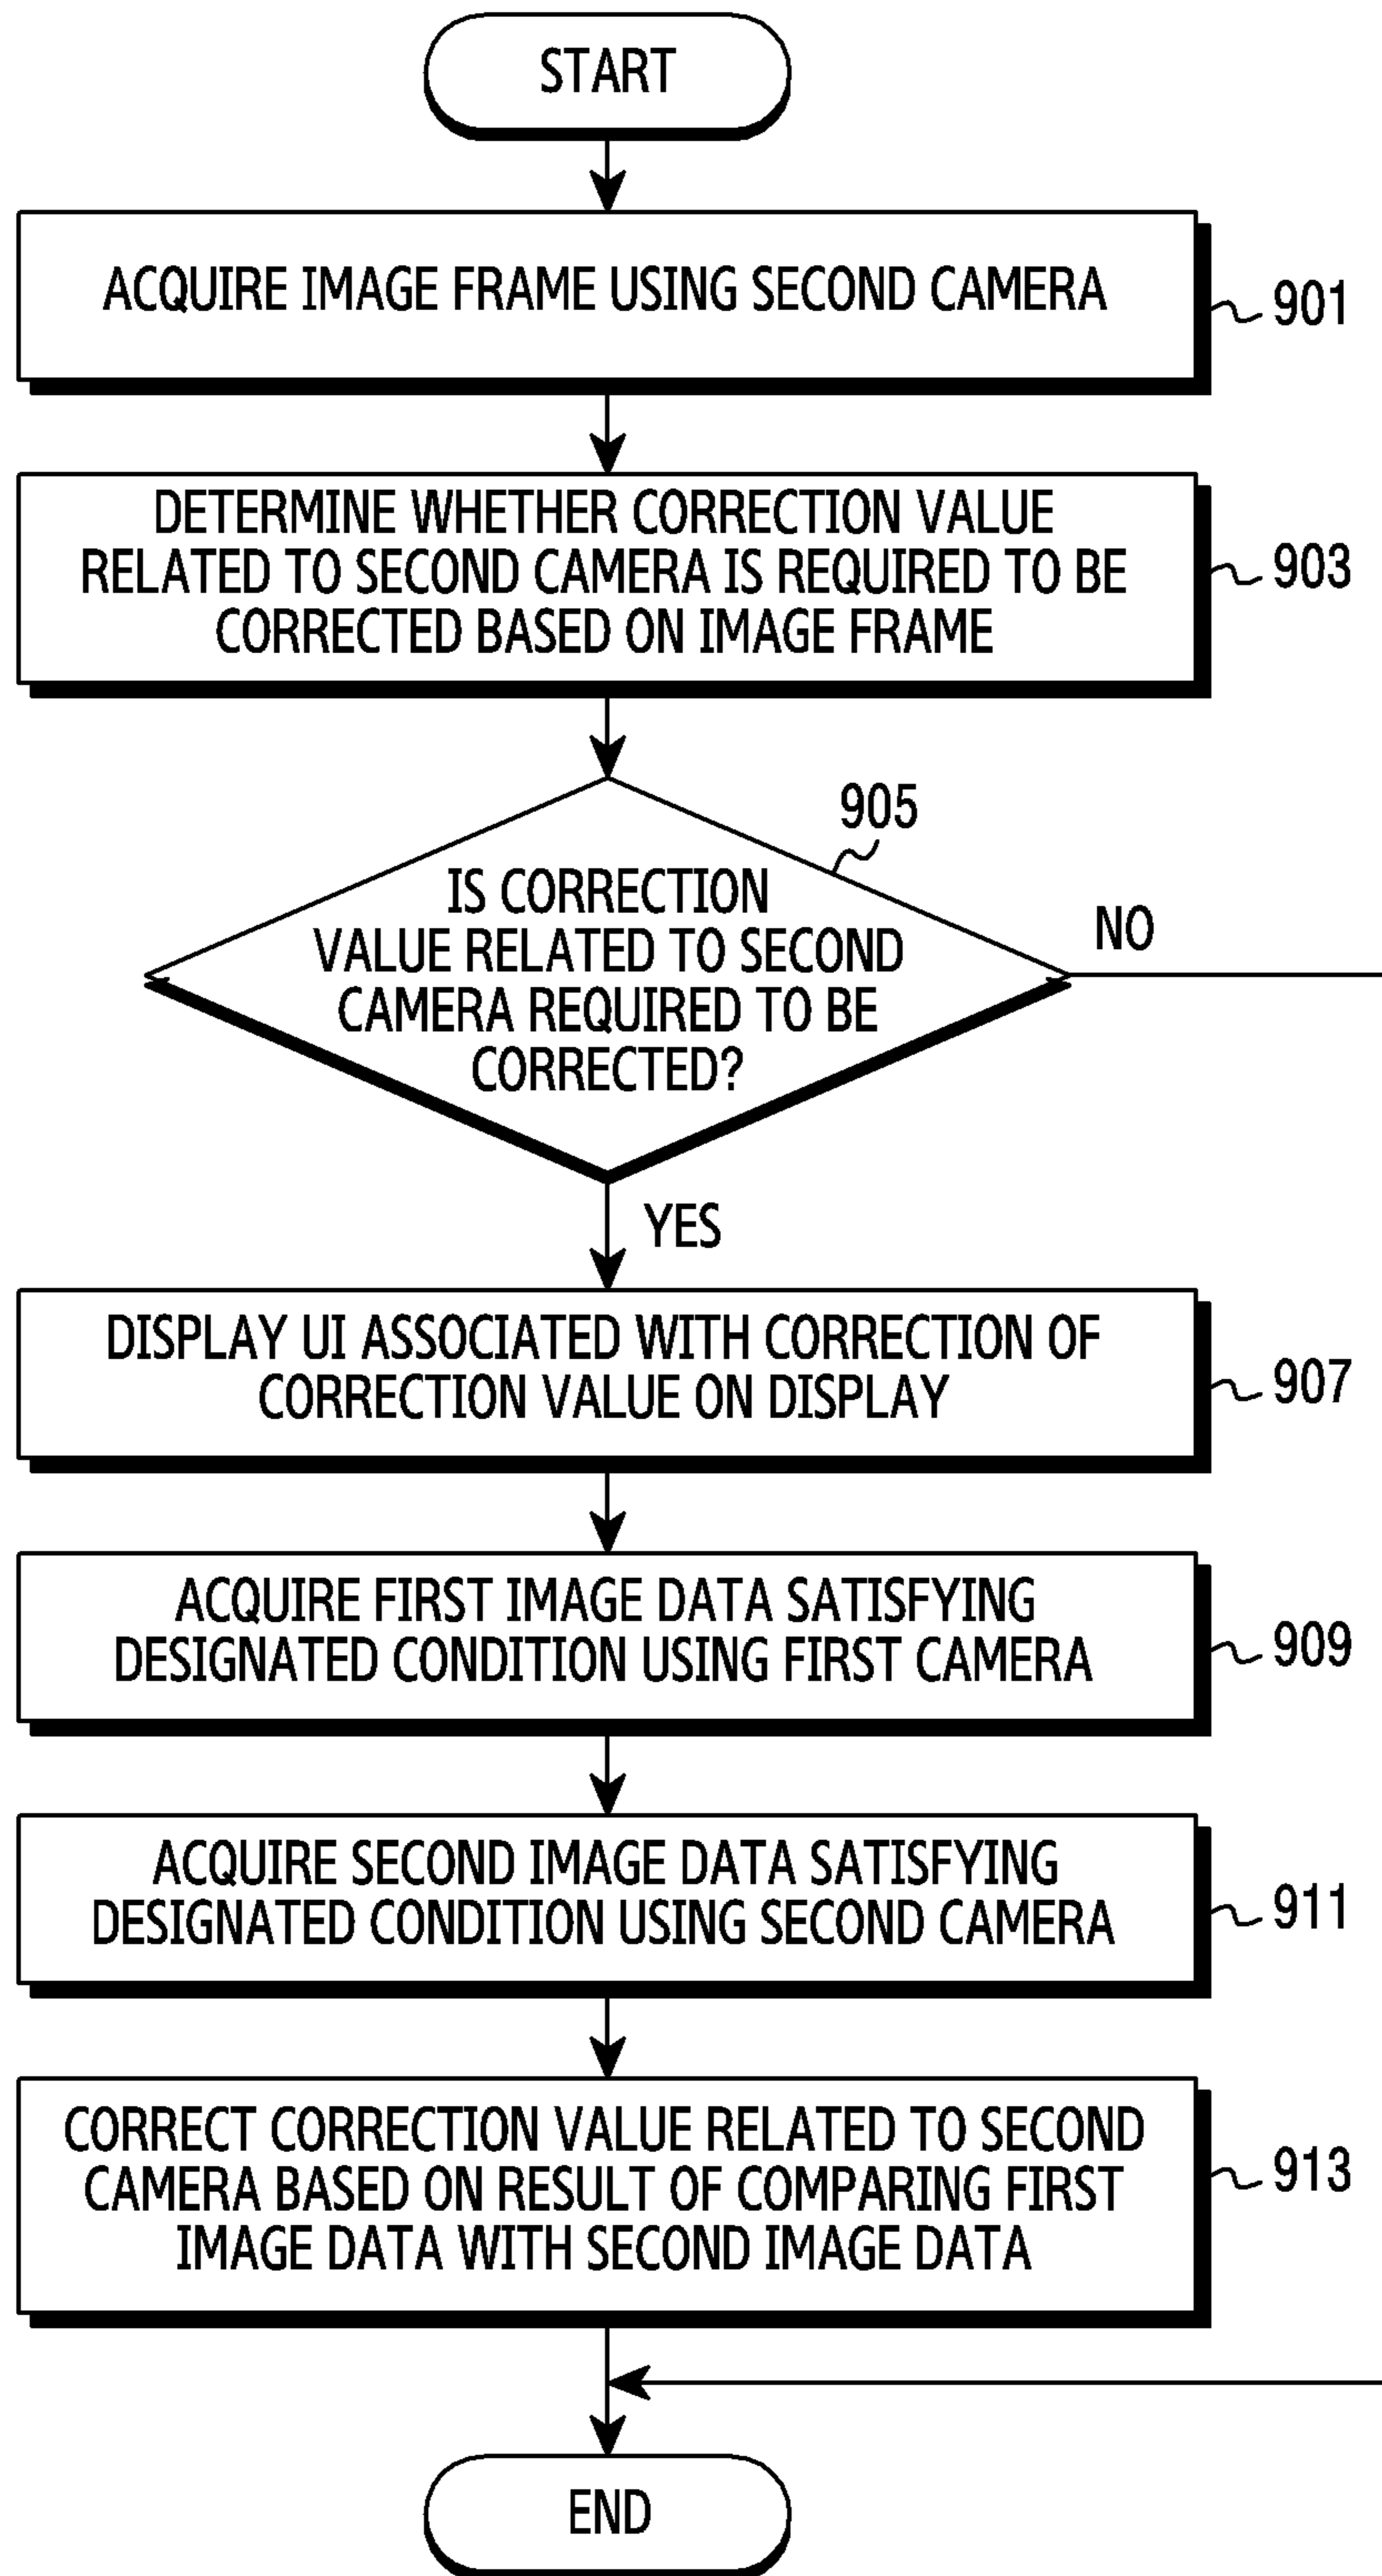 START
ACQUIRE IMAGE FRAME USING SECOND CAMERA
901
DETERMINE WHETHER CORRECTION VALUE
RELATED TO SECOND CAMERA IS REQUIRED TO BE
CORRECTED BASED ON IMAGE FRAME
903
905
IS CORRECTION
VALUE RELATED TO SECOND
CAMERA REQUIRED TO BE
CORRECTED?
NO
YES
DISPLAY UI ASSOCIATED WITH CORRECTION OF
CORRECTION VALUE ON DISPLAY
907
ACQUIRE FIRST IMAGE DATA SATISFYING
DESIGNATED CONDITION USING FIRST CAMERA
909
ACQUIRE SECOND IMAGE DATA SATISFYING
DESIGNATED CONDITION USING SECOND CAMERA
911
CORRECT CORRECTION VALUE RELATED TO SECOND
CAMERA BASED ON RESULT OF COMPARING FIRST
IMAGE DATA WITH SECOND IMAGE DATA
913
END